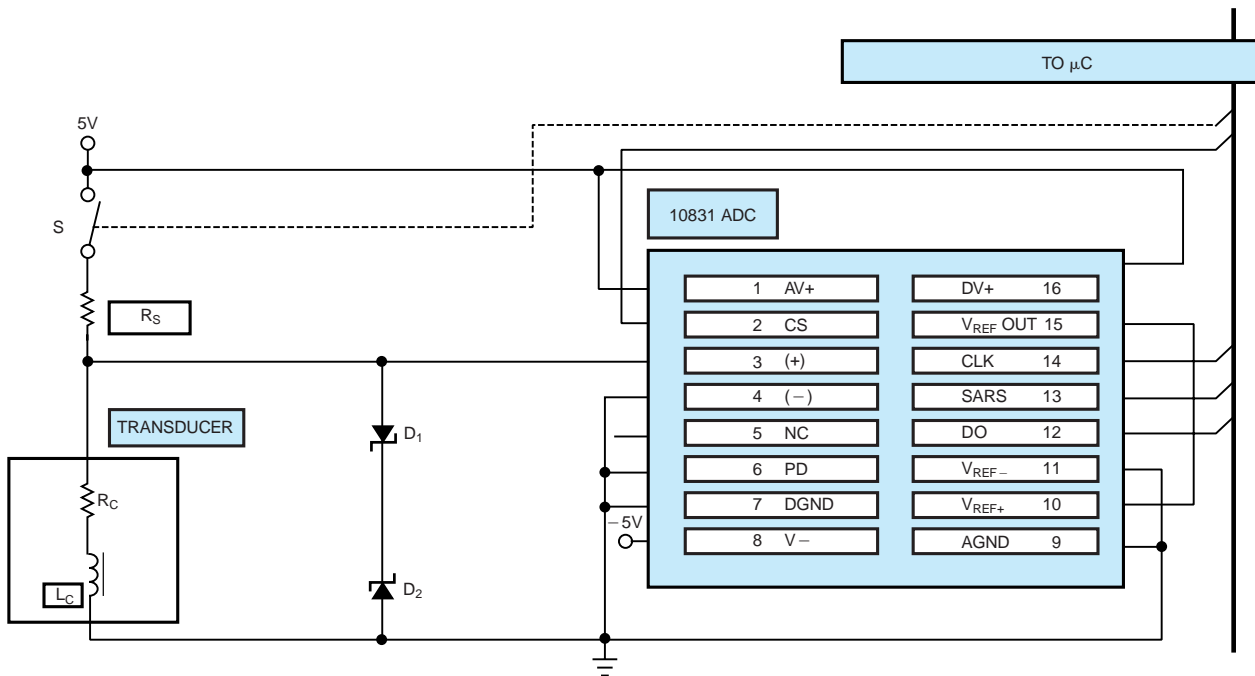 TO μC
5V
S
10831 ADC
R_S
1 AV+
DV+ 16
2 CS
V_REF OUT 15
3 (+)
CLK 14
4 (−)
SARS 13
5 NC
DO 12
6 PD
V_REF− 11
7 DGND
V_REF+ 10
8 V−
AGND 9
−5V
TRANSDUCER
D_1
R_C
L_C
D_2